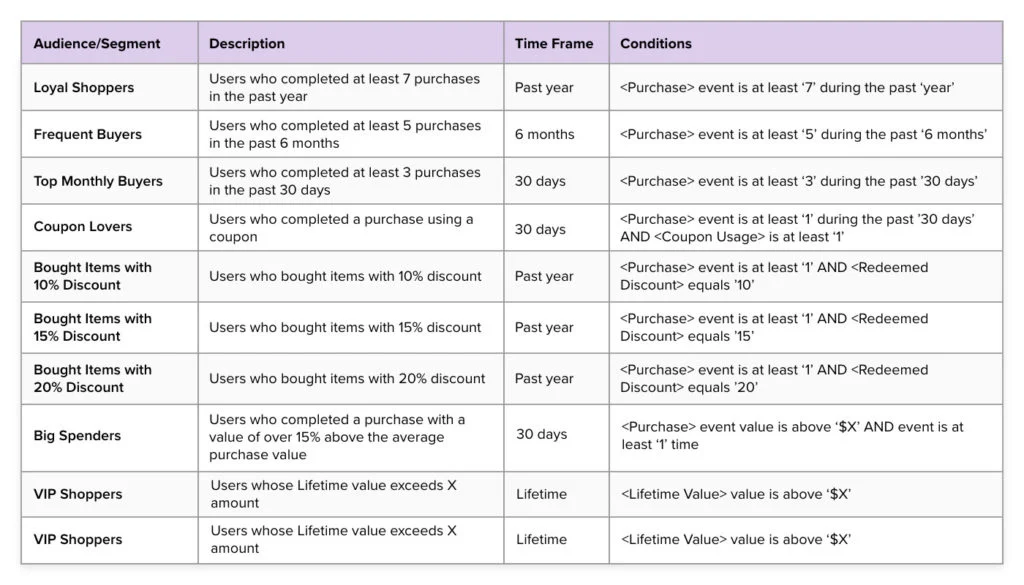 Audience/Segment Description Time Frame Conditions
Loyal Shoppers
Users who completed at least 7 purchases
in the past year
Past year
<Purchase> event is at least ‘7’ during the past ‘year’
Frequent Buyers
Users who completed at least 5 purchases
in the past 6 months
6 months
<Purchase> event is at least ‘5’ during the past ‘6 months’
Top Monthly Buyers
Users who completed at least 3 purchases
in the past 30 days
30 days
<Purchase> event is at least ‘3’ during the past ’30 days’
Coupon Lovers
Users who completed a purchase using a
coupon
30 days
<Purchase> event is at least ‘1’ during the past ’30 days’
AND <Coupon Usage> is at least ‘1’
Bought Items with
10% Discount
Users who bought items with 10% discount
Past year
<Purchase> event is at least ‘1’ AND <Redeemed
Discount> equals ’10’
Bought Items with
15% Discount
Users who bought items with 15% discount
Past year
<Purchase> event is at least ‘1’ AND <Redeemed
Discount> equals ’15’
Bought Items with
20% Discount
Users who bought items with 20% discount
Past year
<Purchase> event is at least ‘1’ AND <Redeemed
Discount> equals ’20’
Big Spenders
Users who completed a purchase with a
value of over 15% above the average
purchase value
30 days
<Purchase> event value is above ‘$X’ AND event is at
least ‘1’ time
VIP Shoppers
Users whose Lifetime value exceeds X
amount
Lifetime
<Lifetime Value> value is above ‘$X’
VIP Shoppers
Users whose Lifetime value exceeds X
amount
Lifetime
<Lifetime Value> value is above ‘$X’